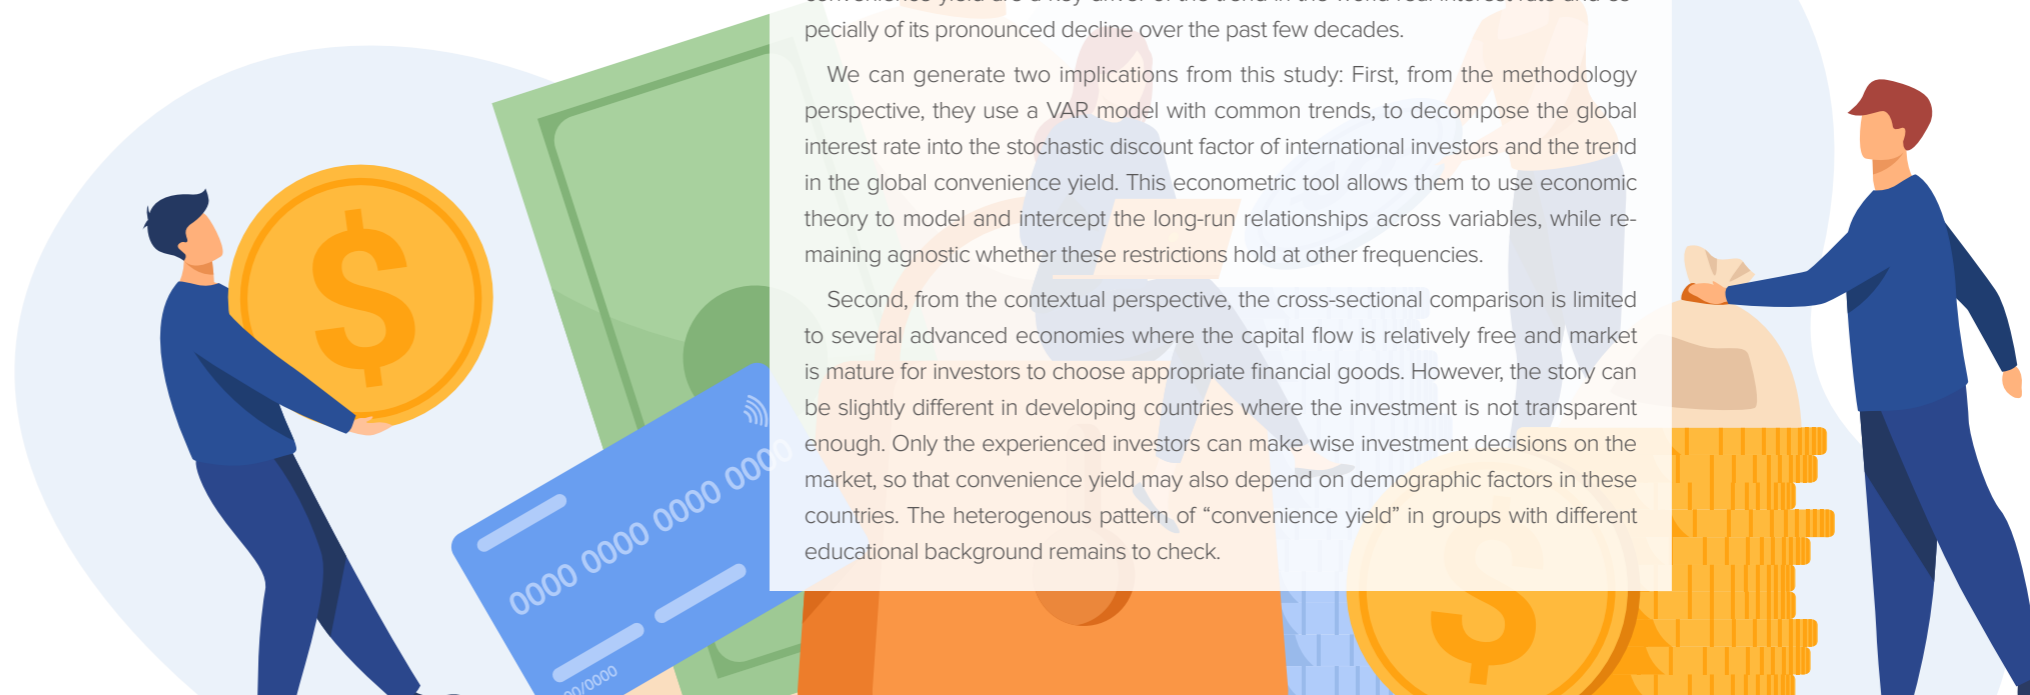 pecially of its pronounced decline over the past few decades.
We can generate two implications from this study: First, from the methodology
perspective, they use a VAR model with common trends, to decompose the global
interest rate into the stochastic discount factor of international investors and the trend
in the global convenience yield. This econometric tool allows them to use economic
theory to model and intercept the long-run relationships across variables, while re-
maining agnostic whether these restrictions hold at other frequencies.
Second, from the contextual perspective, the cross-sectional comparison is limited
to several advanced economies where the capital flow is relatively free and market
is mature for investors to choose appropriate financial goods. However, the story can
be slightly different in developing countries where the investment is not transparent
enough. Only the experienced investors can make wise investment decisions on the
market, so that convenience yield may also depend on demographic factors in these
countries. The heterogenous pattern of “convenience yield” in groups with different
educational background remains to check.
$
0000 0000 0000 0000
00/0000
$